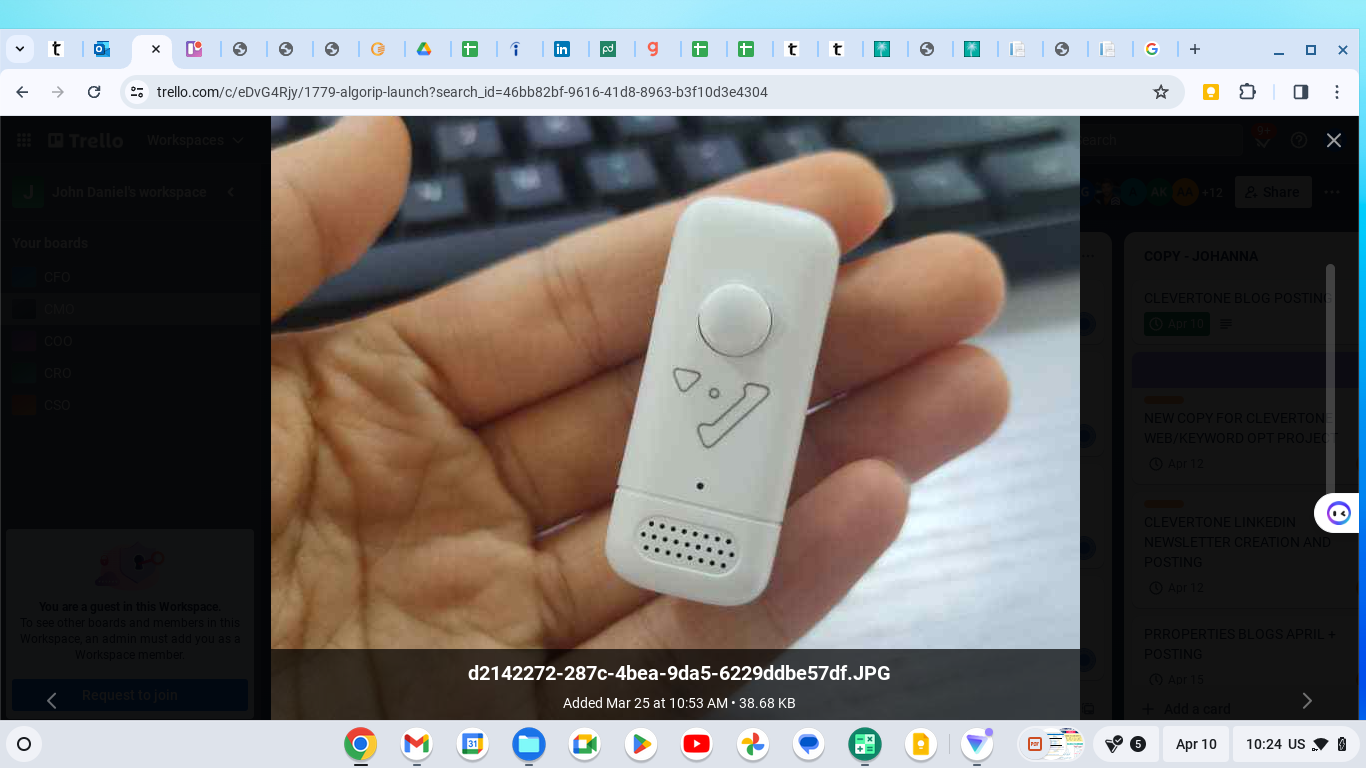 trello.com/c/eDvG4Rjy/1779-algorip-launch?search_id=46bb82bf-9616-41d8-8963-b3f10d3e4304
Trello
Workspaces
earch
9+
J
John Daniel's workspace
G
AK
AA
+12
Share
Your boards
CFO
CMO
COO
CRO
CSO
COPY - JOHANNA
CLEVERTONE BLOG POSTING
Apr 10
NEW COPY FOR CLEVERTONE
WEB/KEYWORD OPT PROJECT
Apr 12
CLEVERTONE LINKEDIN
NEWSLETTER CREATION AND
POSTING
Apr 12
PRROPERTIES BLOGS APRIL +
POSTING
Apr 15
Add a card
You are a guest in this Workspace.
To see other boards and members in this
Workspace, an admin must add you as a
Workspace member.
Request to join
d2142272-287c-4bea-9da5-6229ddbe57df.JPG
Added Mar 25 at 10:53 AM • 38.68 KB
31
5
Apr 10
10:24 US